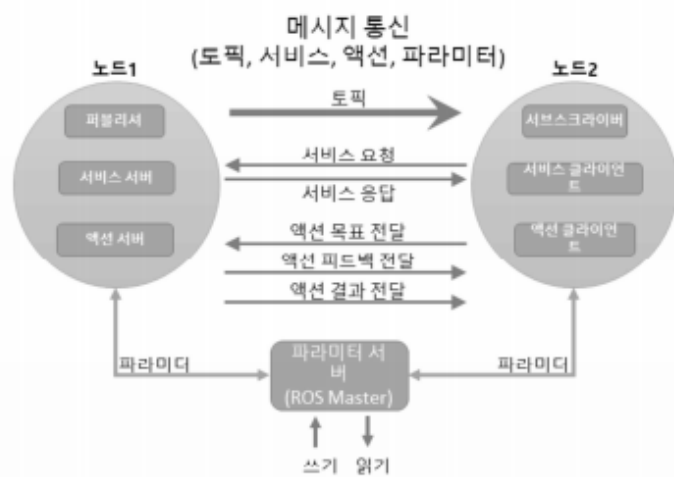 메시지 통신
(토픽, 서비스, 액션, 파라미터)
노드1
노드2
토픽
퍼블리셔
서브스크라이버
서비스 요청
서비스 서버
서비스 클라이언
트
서비스 응답
액션 목표 전달
액션 서버
액션 클라이언
트
액션 피드백 전달
액션 결과 전달
파라미더
파라미터 서
버
(ROS Master)
파라미더
쓰기
읽기